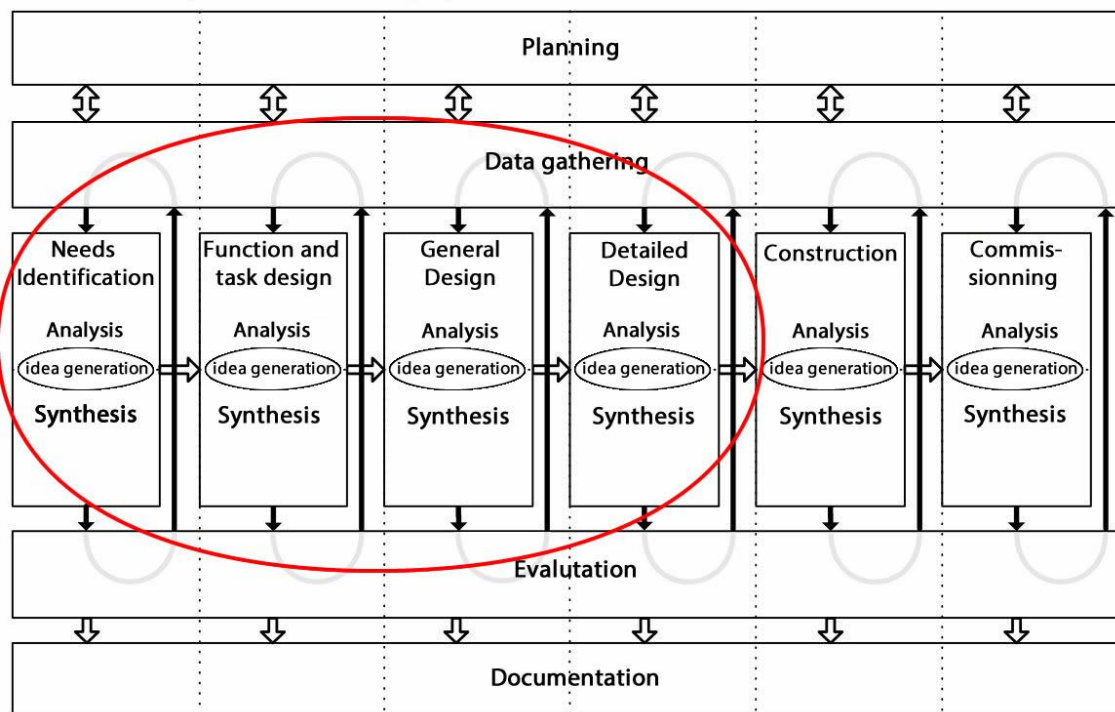 Planning
Data gathering
Needs
Identification
Analysis
idea generation
Synthesis
Function and
task design
Analysis
idea generation
Synthesis
General
Design
Analysis
idea generation
Synthesis
Detailed
Design
Analysis
idea generation
Synthesis
Construction
Analysis
idea generation
Synthesis
Commis-
sionning
Analysis
idea generation
Synthesis
Evalutation
Documentation